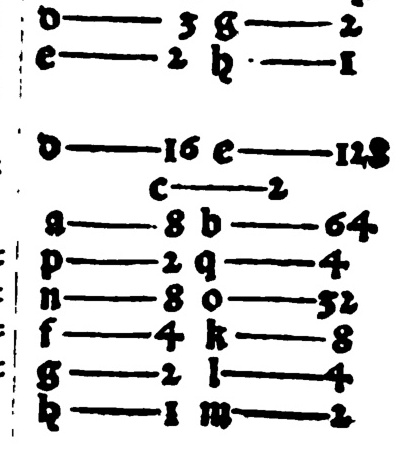 d — 3 g — 2
e — 2 h — 1
d — 16 e — 128
c — 2
a — 8 b — 64
p — 2 q — 4
n — 8 o — 32
f — 4 k — 8
g — 2 l — 4
h — 1 m — 2